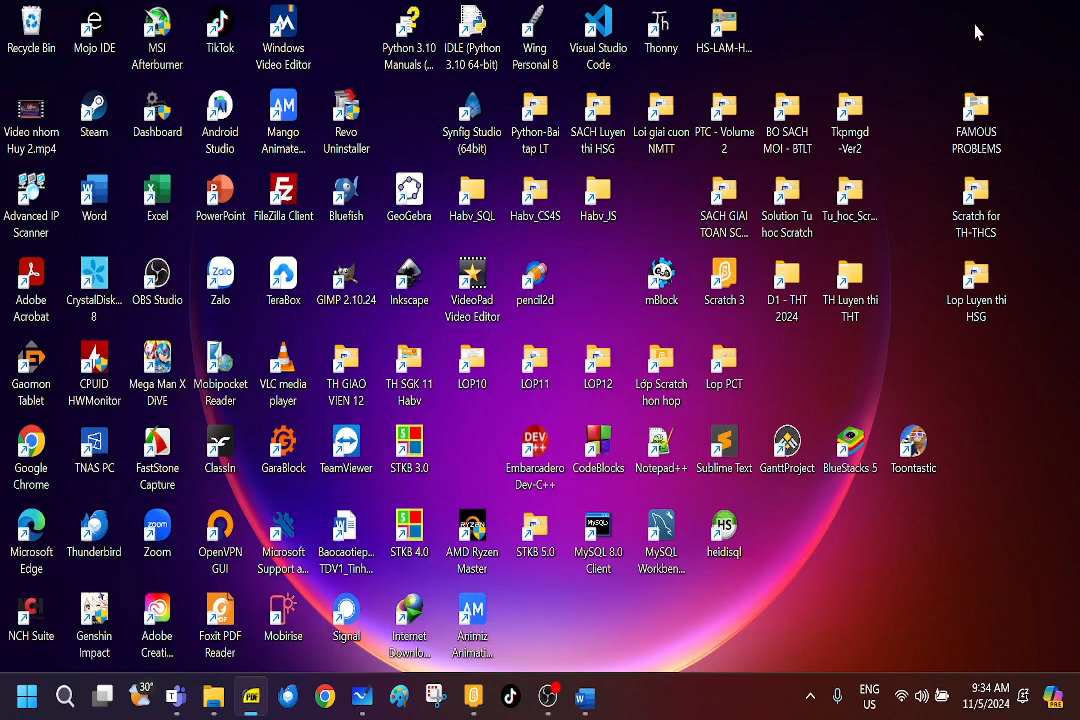 Recycle Bin
Mojo IDE
MSI
Afterburner
TikTok
Windows
Video Editor
Python 3.10
Manuals (...
IDLE (Python
3.10 64-bit)
Wing
Personal 8
Visual Studio
Code
Thonny
HS-LAM-H...
Video nhom
Huy 2.mp4
Steam
Dashboard
Android
Studio
Mango
Animate...
Revo
Uninstaller
Synfig Studio
(64bit)
Python-Bai
tap LT
SACH Luyen
thi HSG
Loi giai cuon
NMTT
PTC - Volume
2
BO SACH
MOI - BTLT
Tkpmgd
-Ver2
FAMOUS
PROBLEMS
Advanced IP
Scanner
Word
Excel
PowerPoint
FileZilla Client
Bluefish
GeoGebra
Habv_SQL
Habv_CS4S
Habv_JS
SACH GIAI
TOAN SC...
Solution Tu
hoc Scratch
Tu_hoc_Scr...
Scratch for
TH-THCS
Adobe
Acrobat
CrystalDisk...
8
OBS Studio
Zalo
TeraBox
GIMP 2.10.24
Inkscape
VideoPad
Video Editor
pencil2d
mBlock
Scratch 3
D1 - THT
2024
TH Luyen thi
THT
Lop Luyen thi
HSG
Gaomon
Tablet
CPUID
HWMonitor
Mega Man X
DiVE
Mobipocket
Reader
VLC media
player
TH GIAO
VIEN 12
TH SGK 11
Habv
LOP10
LOP11
LOP12
Lớp Scratch
hon hop
Lop PCT
Google
Chrome
TNAS PC
FastStone
Capture
ClassIn
GaraBlock
TeamViewer
STKB 3.0
Embarcadero
Dev-C++
CodeBlocks
Notepad++
Sublime Text
GanttProject
BlueStacks 5
Toontastic
Microsoft
Edge
Thunderbird
Zoom
OpenVPN
GUI
Microsoft
Support a...
Baocaotiep...
TDV1_Tinh...
STKB 4.0
AMD Ryzen
Master
STKB 5.0
MySQL 8.0
Client
MySQL
Workben...
heidisql
NCH Suite
Genshin
Impact
Adobe
Creati...
Foxit PDF
Reader
Mobirise
Signal
Internet
Downlo...
Animiz
Animati...
30°
PDF
ENG
US
9:34 AM
11/5/2024
PRE